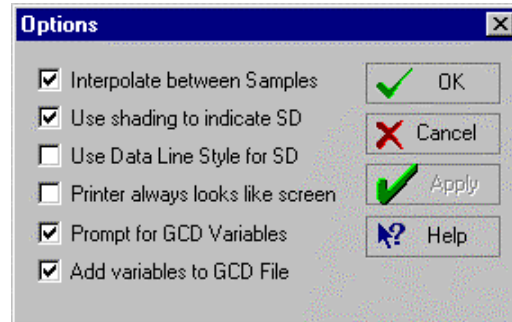 Options
Interpolate between Samples
Use shading to indicate SD
Use Data Line Style for SD
Printer always looks like screen
Prompt for GCD Variables
Add variables to GCD File
OK
Cancel
Apply
Help